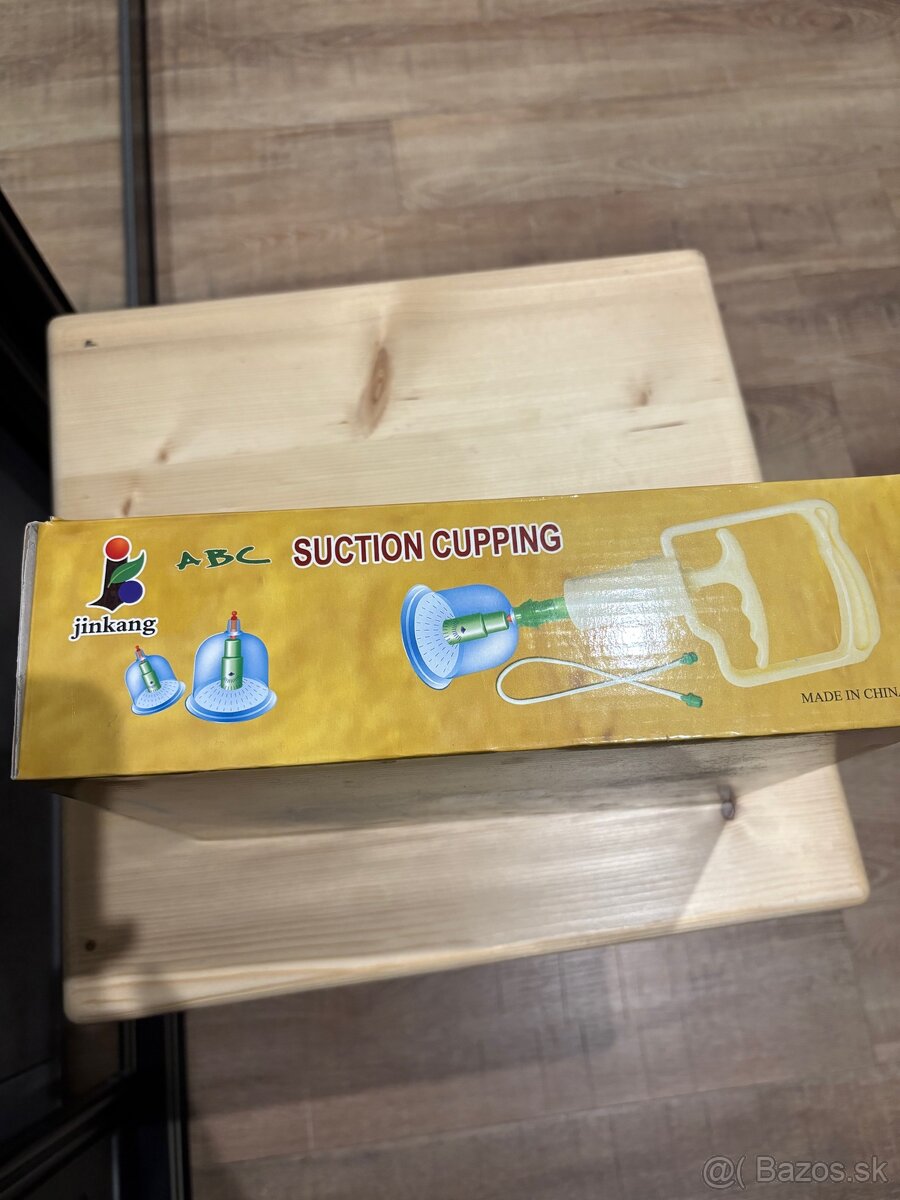 ABC SUCTION CUPPING
jinkang
MADE IN CHINA
@( Bazos.sk